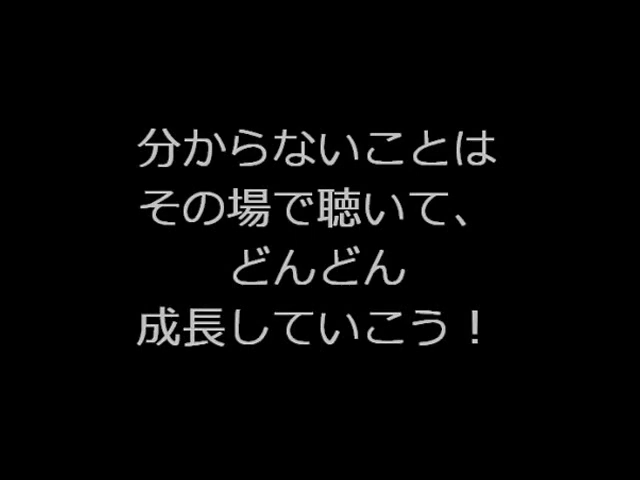 分からないことは
その場で聴いて、
どんどん
成長していこう！